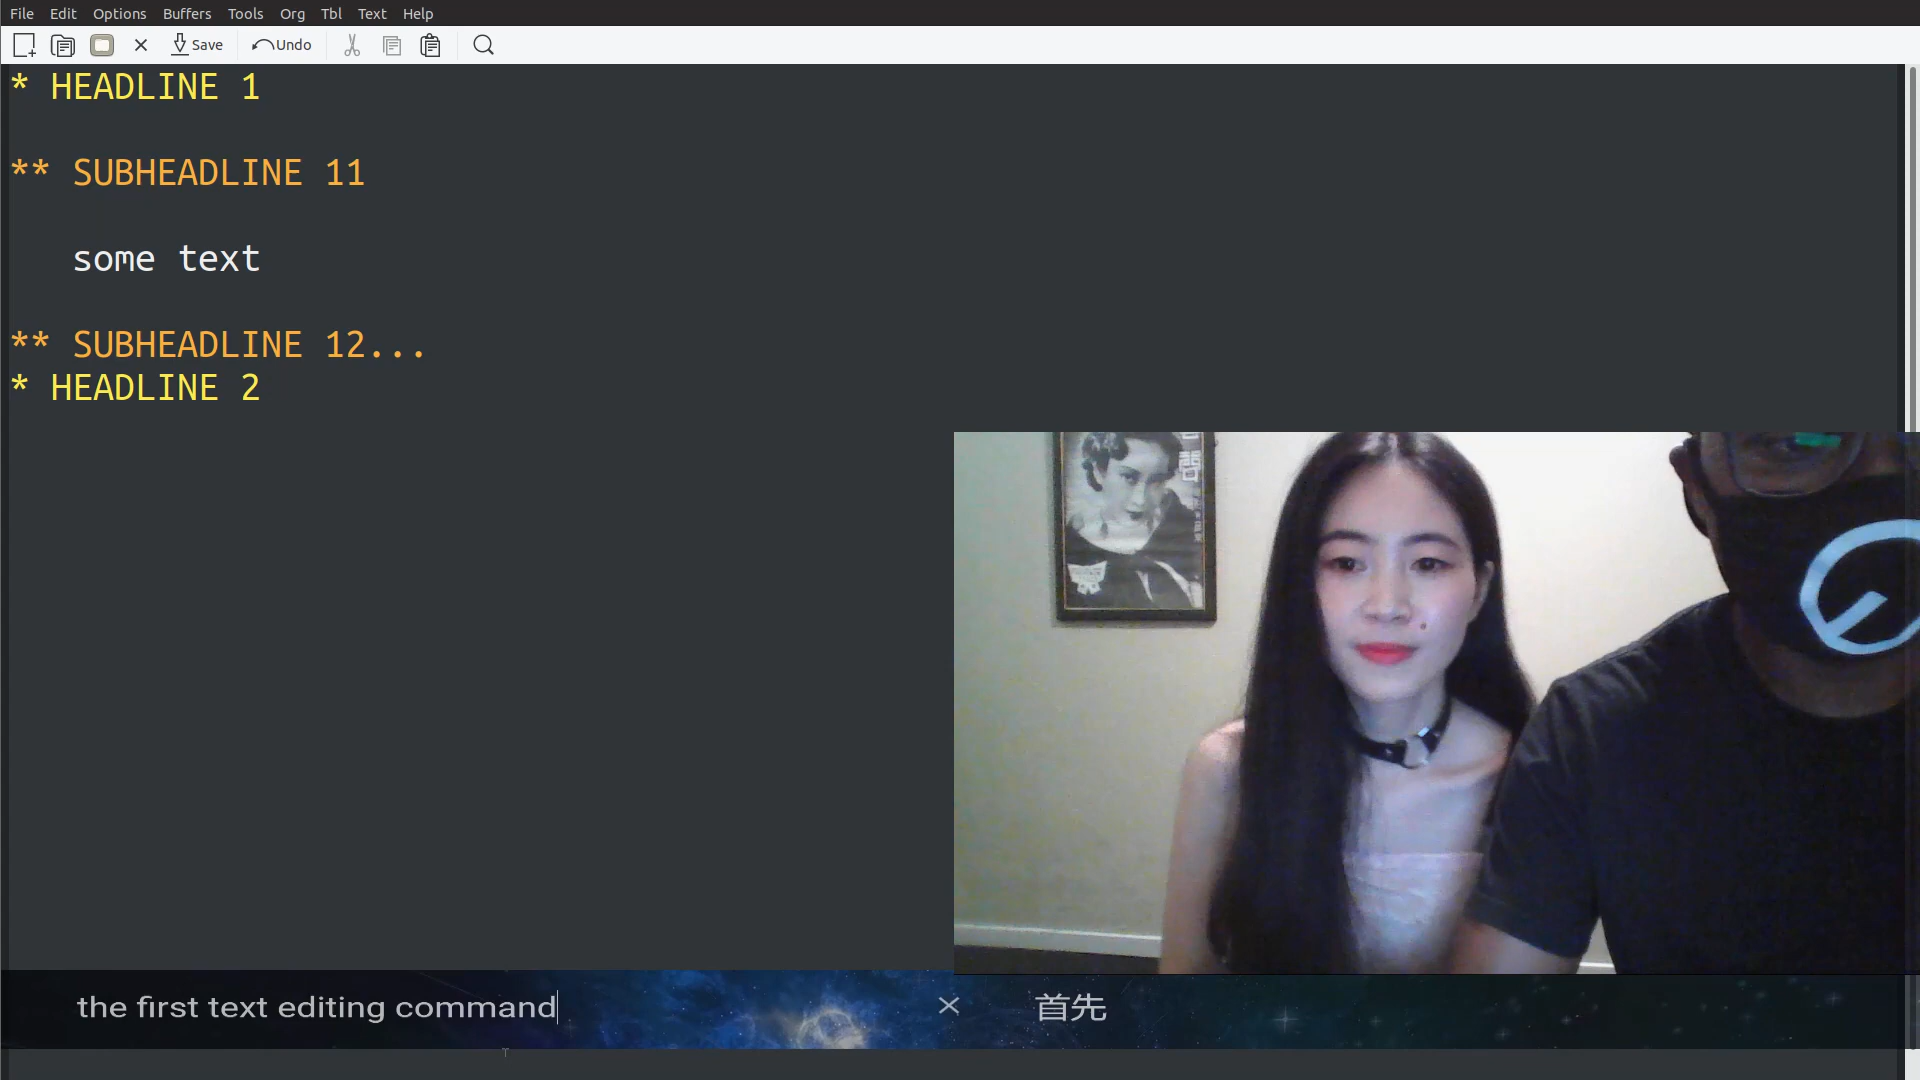 File Edit Options Buffers Tools Org Tbl Text Help
Save Undo
* HEADLINE 1
** SUBHEADLINE 11
some text
** SUBHEADLINE 12...
* HEADLINE 2
the first text editing command
首先